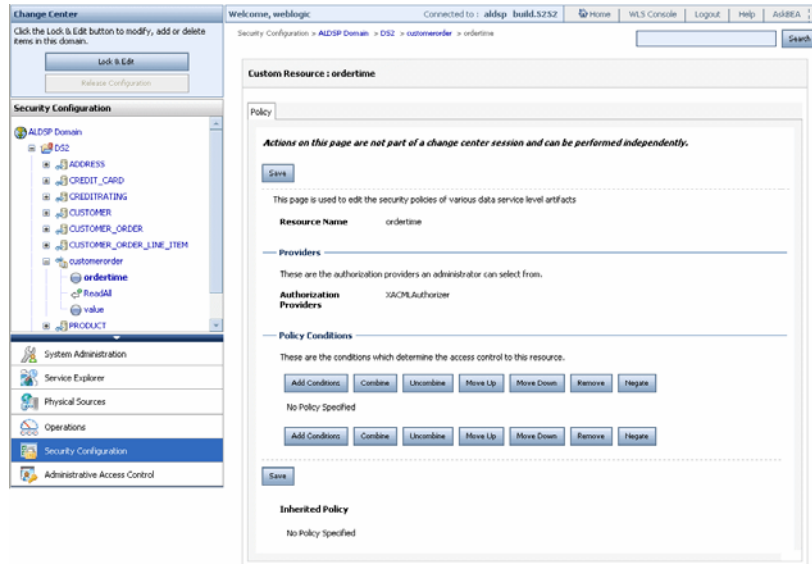 Change Center
Click the Lock & Edit button to modify, add or delete
items in this domain.
Lock & Edit
Release Configuration
Security Configuration
ALDSP Domain
DS2
ADDRESS
CREDIT_CARD
CREDITRATING
CUSTOMER
CUSTOMER_ORDER
CUSTOMER_ORDER_LINE_ITEM
customerorder
ordertime
ReadAll
value
PRODUCT
System Administration
Service Explorer
Physical Sources
Operations
Security Configuration
Administrative Access Control
Welcome, weblogic
Connected to : aldsp build.5252
Home
WLS Console
Logout
Help
AskBEA
Security Configuration > ALDSP Domain > DS2 > customerorder > ordertime
Search
Custom Resource : ordertime
Policy
Actions on this page are not part of a change center session and can be performed independently.
Save
This page is used to edit the security policies of various data service level artifacts
Resource Name ordertime
Providers
These are the authorization providers an administrator can select from.
Authorization XACMLAuthorizer
Providers
Policy Conditions
These are the conditions which determine the access control to this resource.
Add Conditions Combine Uncombine Move Up Move Down Remove Negate
No Policy Specified
Add Conditions Combine Uncombine Move Up Move Down Remove Negate
Save
Inherited Policy
No Policy Specified